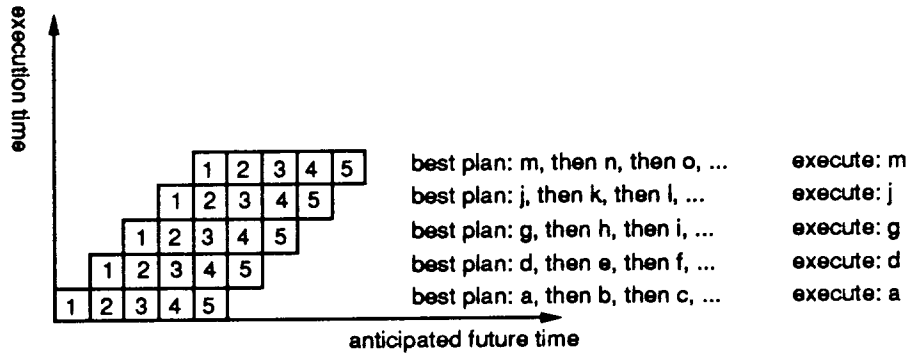 execution time
1 2 3 4 5 best plan: m, then n, then o, ... execute: m
1 2 3 4 5 best plan: j, then k, then l, ... execute: j
1 2 3 4 5 best plan: g, then h, then i, ... execute: g
1 2 3 4 5 best plan: d, then e, then f, ... execute: d
1 2 3 4 5 best plan: a, then b, then c, ... execute: a
anticipated future time